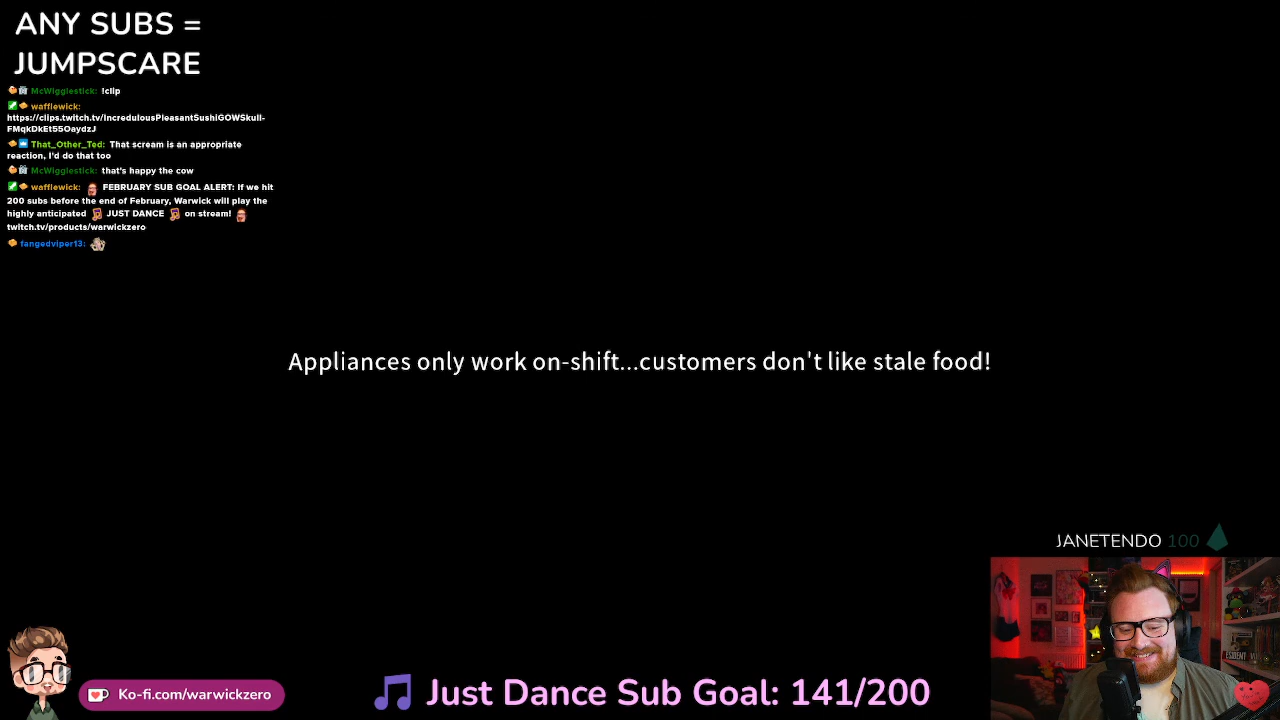 ANY SUBS =
JUMPSCARE
McWigglestick: !clip
wafflewick:
https://clips.twitch.tv/IncredulousPleasantSushiGOWSkull-
FMqkDkEt55OaydzJ
That_Other_Ted: That scream is an appropriate
reaction, I'd do that too
McWigglestick: that's happy the cow
wafflewick: FEBRUARY SUB GOAL ALERT: If we hit
200 subs before the end of February, Warwick will play the
highly anticipated JUST DANCE on stream!
twitch.tv/products/warwickzero
fangedviper13:
Appliances only work on-shift...customers don't like stale food!
JANETENDO 100
Ko-fi.com/warwickzero
Just Dance Sub Goal: 141/200